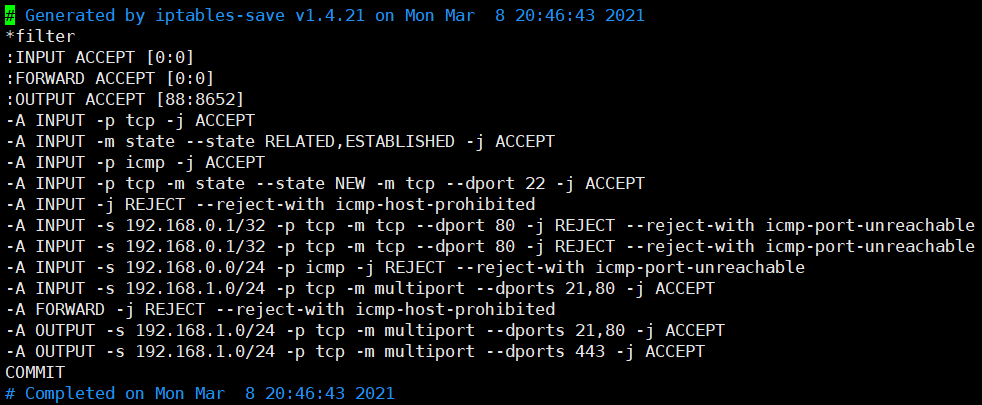 # Generated by iptables-save v1.4.21 on Mon Mar  8 20:46:43 2021
*filter
:INPUT ACCEPT [0:0]
:FORWARD ACCEPT [0:0]
:OUTPUT ACCEPT [88:8652]
-A INPUT -p tcp -j ACCEPT
-A INPUT -m state --state RELATED,ESTABLISHED -j ACCEPT
-A INPUT -p icmp -j ACCEPT
-A INPUT -p tcp -m state --state NEW -m tcp --dport 22 -j ACCEPT
-A INPUT -j REJECT --reject-with icmp-host-prohibited
-A INPUT -s 192.168.0.1/32 -p tcp -m tcp --dport 80 -j REJECT --reject-with icmp-port-unreachable
-A INPUT -s 192.168.0.1/32 -p tcp -m tcp --dport 80 -j REJECT --reject-with icmp-port-unreachable
-A INPUT -s 192.168.0.0/24 -p icmp -j REJECT --reject-with icmp-port-unreachable
-A INPUT -s 192.168.1.0/24 -p tcp -m multiport --dports 21,80 -j ACCEPT
-A FORWARD -j REJECT --reject-with icmp-host-prohibited
-A OUTPUT -s 192.168.1.0/24 -p tcp -m multiport --dports 21,80 -j ACCEPT
-A OUTPUT -s 192.168.1.0/24 -p tcp -m multiport --dports 443 -j ACCEPT
COMMIT
# Completed on Mon Mar  8 20:46:43 2021